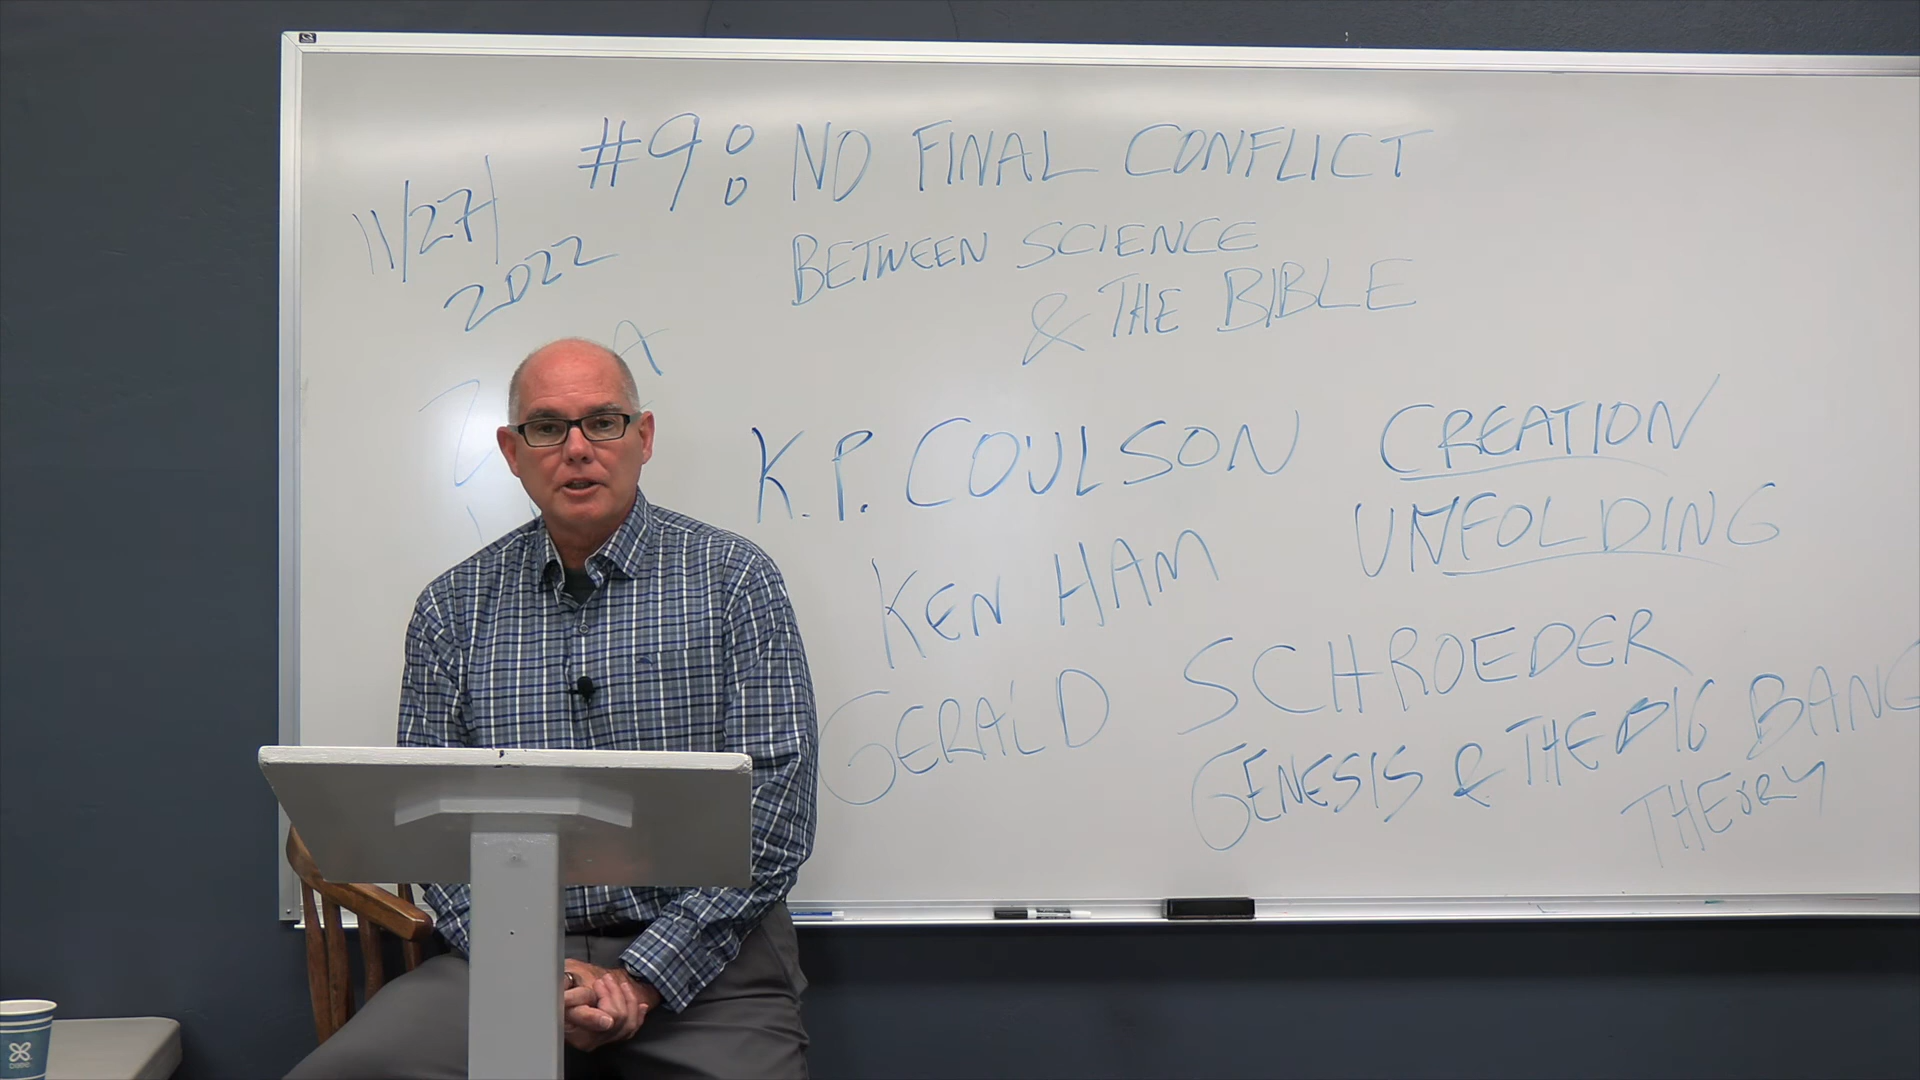 #9: NO FINAL CONFLICT
BETWEEN SCIENCE
& THE BIBLE
11/27/
2022
K.P. COULSON CREATION
UNFOLDING
KEN HAM
GERALD SCHROEDER
GENESIS & THE BIG BANG
THEORY
Dixie